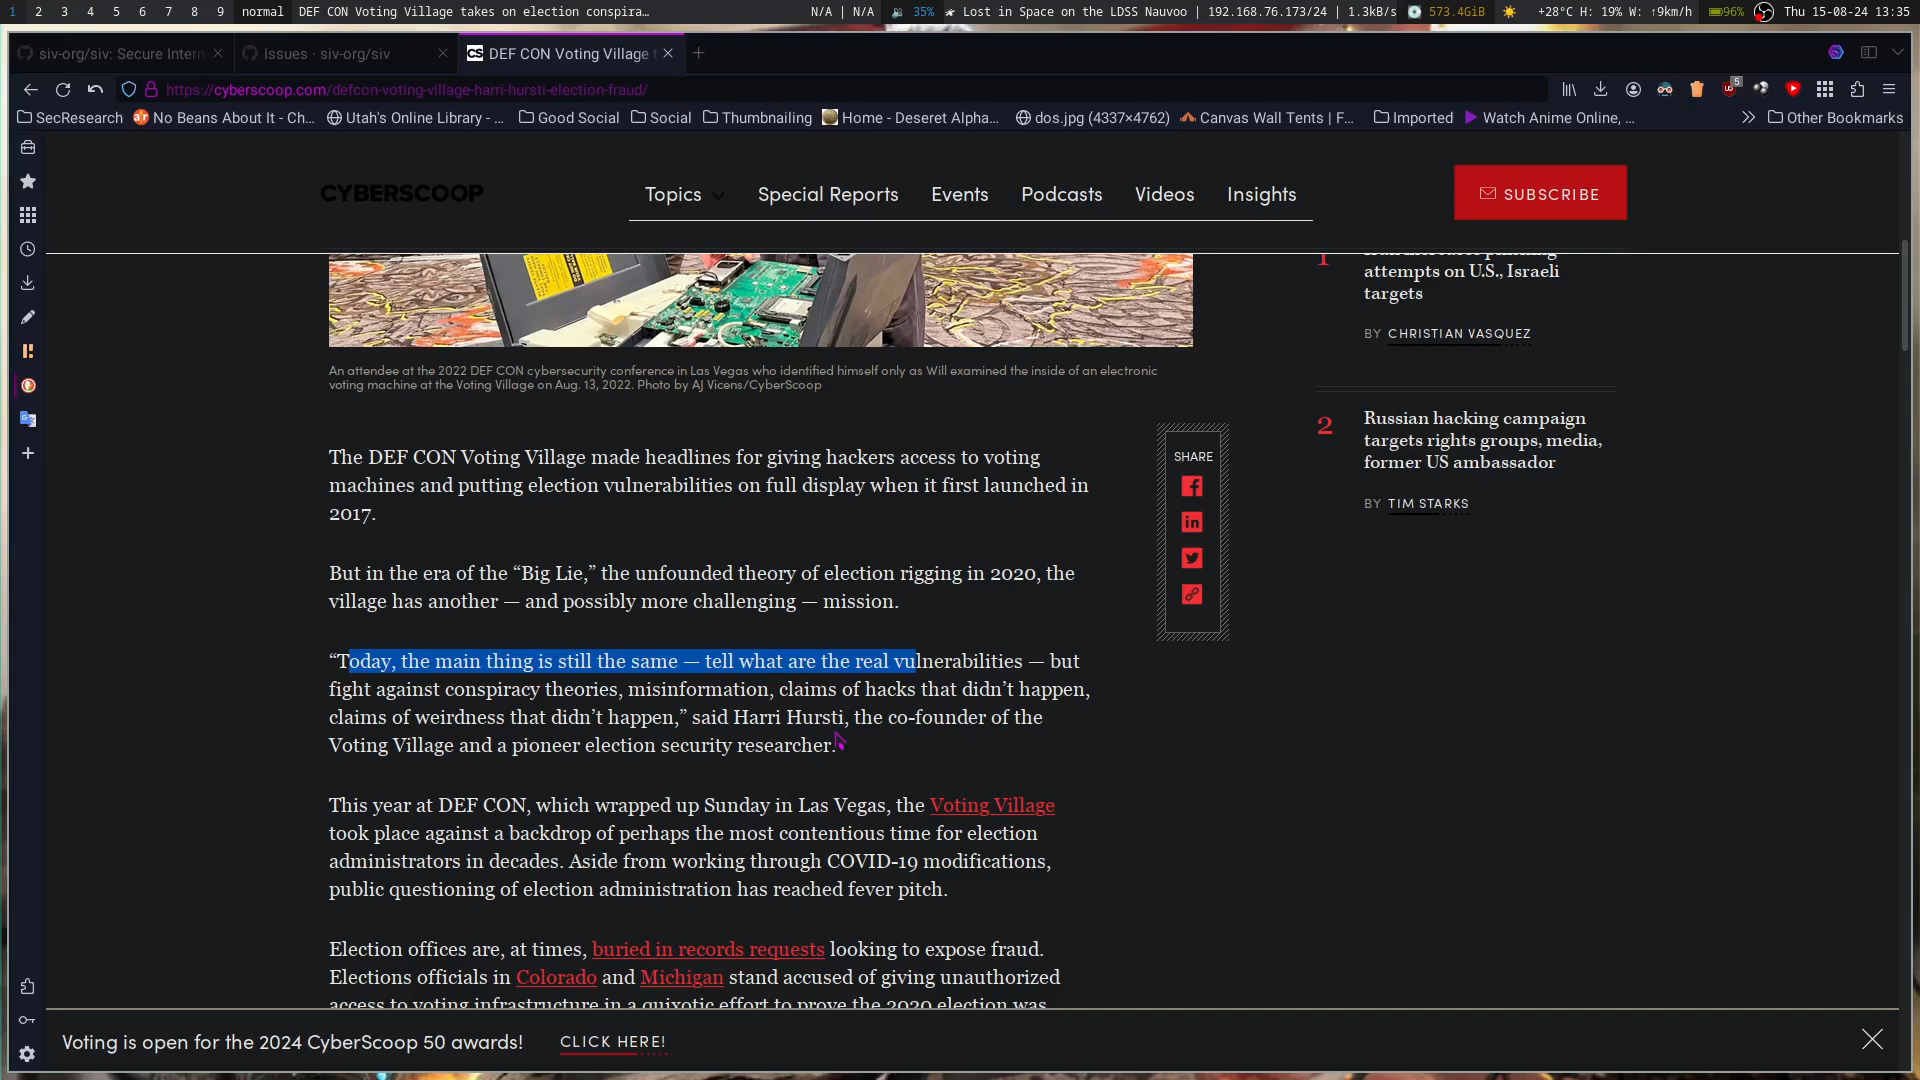 1 2 3 4 5 6 7 8 9 normal DEF CON Voting Village takes on election conspira… N/A | N/A 35% Lost in Space on the LDSS Nauvoo | 192.168.76.173/24 | 1.3kB/s 573.4GiB +28°C H: 19% W: ↑9km/h 96% Thu 15-08-24 13:35
siv-org/siv: Secure Intern Issues · siv-org/siv CS DEF CON Voting Village t
https://cyberscoop.com/defcon-voting-village-harri-hursti-election-fraud/ 5
SecResearch No Beans About It - Ch… Utah's Online Library - … Good Social Social Thumbnailing Home - Deseret Alpha… dos.jpg (4337×4762) Canvas Wall Tents | F… Imported Watch Anime Online, … Other Bookmarks
CYBERSCOOP Topics Special Reports Events Podcasts Videos Insights SUBSCRIBE
1
attempts on U.S., Israeli
targets
BY CHRISTIAN VASQUEZ
An attendee at the 2022 DEF CON cybersecurity conference in Las Vegas who identified himself only as Will examined the inside of an electronic
voting machine at the Voting Village on Aug. 13, 2022. Photo by AJ Vicens/CyberScoop
2 Russian hacking campaign
targets rights groups, media,
former US ambassador
BY TIM STARKS
SHARE
The DEF CON Voting Village made headlines for giving hackers access to voting
machines and putting election vulnerabilities on full display when it first launched in
2017.
But in the era of the “Big Lie,” the unfounded theory of election rigging in 2020, the
village has another — and possibly more challenging — mission.
“Today, the main thing is still the same — tell what are the real vulnerabilities — but
fight against conspiracy theories, misinformation, claims of hacks that didn’t happen,
claims of weirdness that didn’t happen,” said Harri Hursti, the co-founder of the
Voting Village and a pioneer election security researcher.
This year at DEF CON, which wrapped up Sunday in Las Vegas, the Voting Village
took place against a backdrop of perhaps the most contentious time for election
administrators in decades. Aside from working through COVID-19 modifications,
public questioning of election administration has reached fever pitch.
Election offices are, at times, buried in records requests looking to expose fraud.
Elections officials in Colorado and Michigan stand accused of giving unauthorized
access to voting infrastructure in a quixotic effort to prove the 2020 election was
Voting is open for the 2024 CyberScoop 50 awards! CLICK HERE!